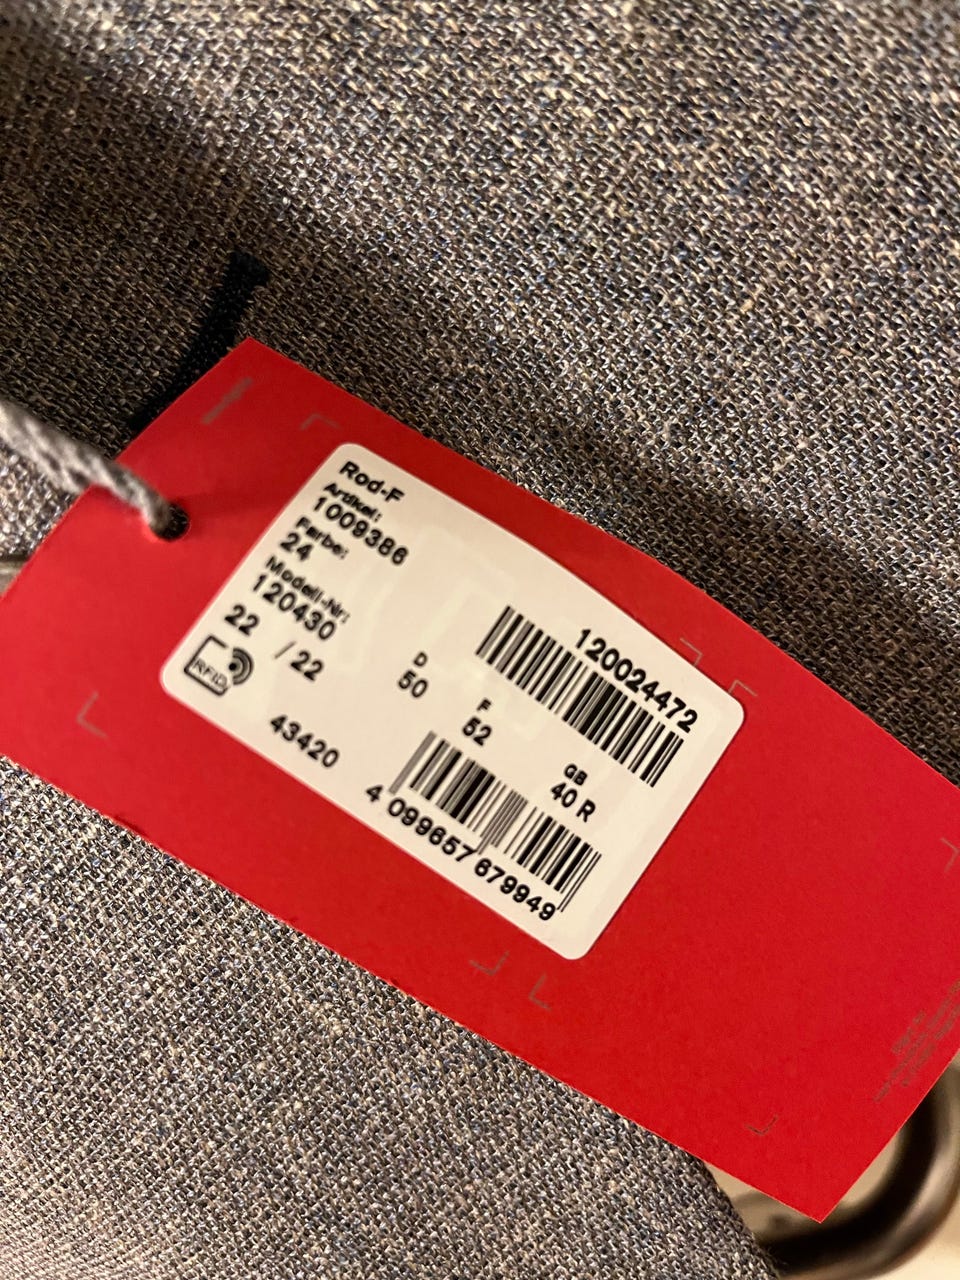 Rod-F
Artikel:
1009386
Farbe:
24
Modell-Nr:
120430
22 / 22
RFID
43420
D
50
F
52
GB
40 R
120024472
4 099657 679949